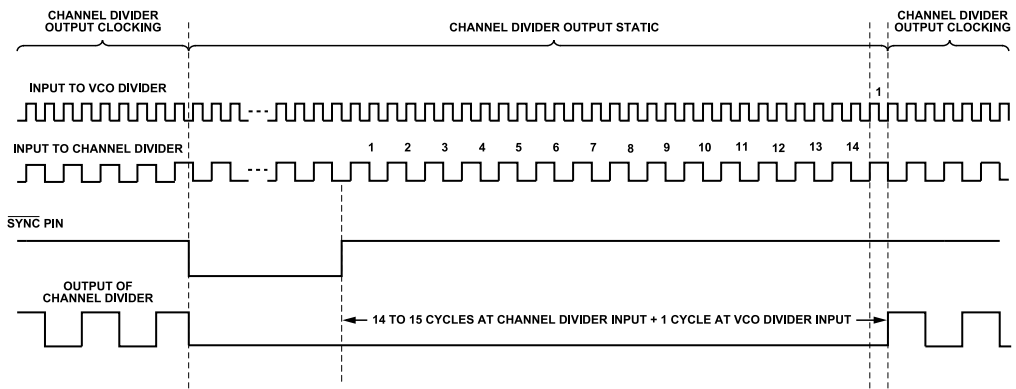 CHANNEL DIVIDER
OUTPUT CLOCKING
CHANNEL DIVIDER OUTPUT STATIC
CHANNEL DIVIDER
OUTPUT CLOCKING
INPUT TO VCO DIVIDER
1
INPUT TO CHANNEL DIVIDER
1 2 3 4 5 6 7 8 9 10 11 12 13 14
SYNC PIN
OUTPUT OF
CHANNEL DIVIDER
14 TO 15 CYCLES AT CHANNEL DIVIDER INPUT + 1 CYCLE AT VCO DIVIDER INPUT